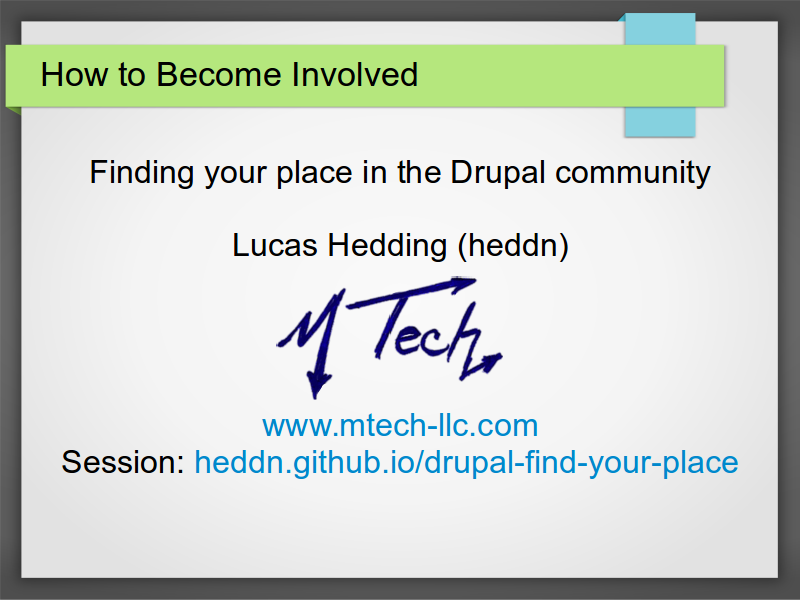 How to Become Involved
Finding your place in the Drupal community
Lucas Hedding (heddn)
M Tech
www.mtech-llc.com
Session: heddn.github.io/drupal-find-your-place